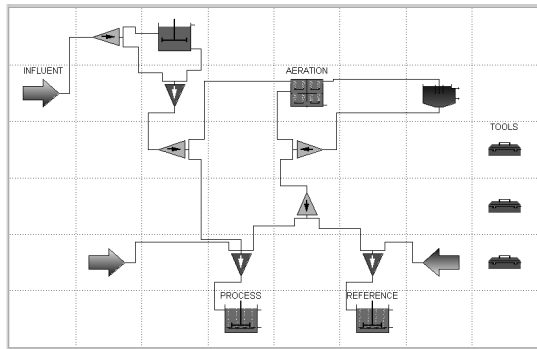 INFLUENT
AERATION
TOOLS
PROCESS
REFERENCE